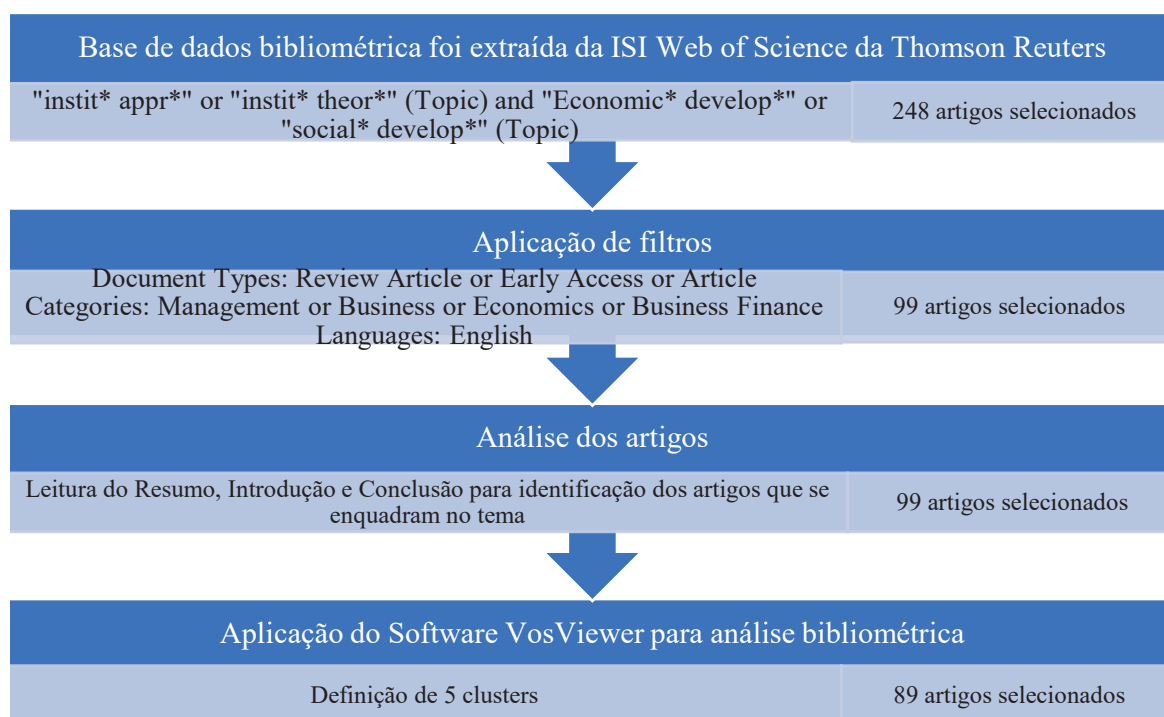 Base de dados bibliométrica foi extraída da ISI Web of Science da Thomson Reuters
"instit* appr*" or "instit* theor*" (Topic) and "Economic* develop*" or
"social* develop*" (Topic)
248 artigos selecionados
Aplicação de filtros
Document Types: Review Article or Early Access or Article
Categories: Management or Business or Economics or Business Finance
Languages: English
99 artigos selecionados
Análise dos artigos
Leitura do Resumo, Introdução e Conclusão para identificação dos artigos que se
enquadram no tema
99 artigos selecionados
Aplicação do Software VosViewer para análise bibliométrica
Definição de 5 clusters
89 artigos selecionados